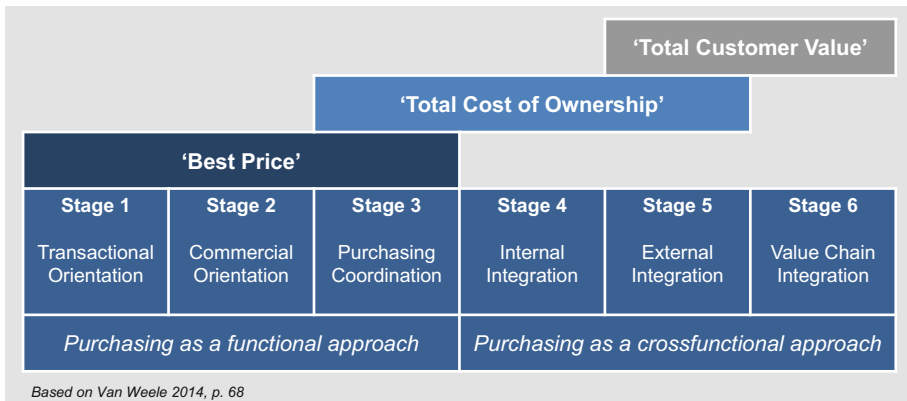 ‘Total Customer Value’
‘Total Cost of Ownership’
‘Best Price’
Stage 1
Transactional
Orientation
Stage 2
Commercial
Orientation
Stage 3
Purchasing
Coordination
Stage 4
Internal
Integration
Stage 5
External
Integration
Stage 6
Value Chain
Integration
Purchasing as a functional approach
Purchasing as a crossfunctional approach
Based on Van Weele 2014, p. 68